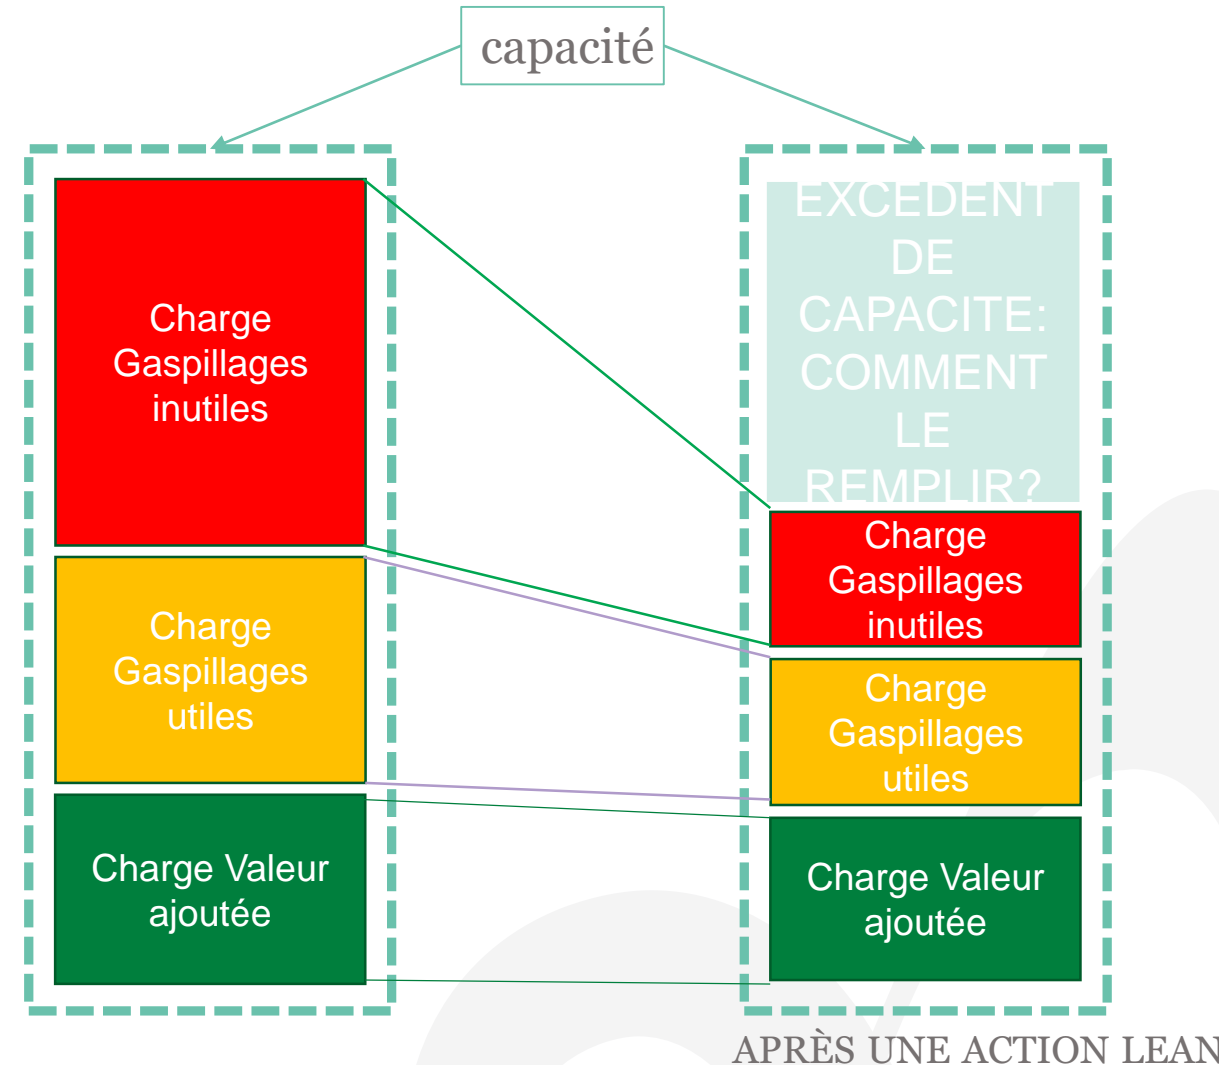 capacité
Charge
Gaspillages
inutiles
Charge
Gaspillages
utiles
Charge Valeur
ajoutée
EXCEDENT
DE
CAPACITE:
COMMENT
LE
REMPLIR?
Charge
Gaspillages
inutiles
Charge
Gaspillages
utiles
Charge Valeur
ajoutée
APRÈS UNE ACTION LEAN